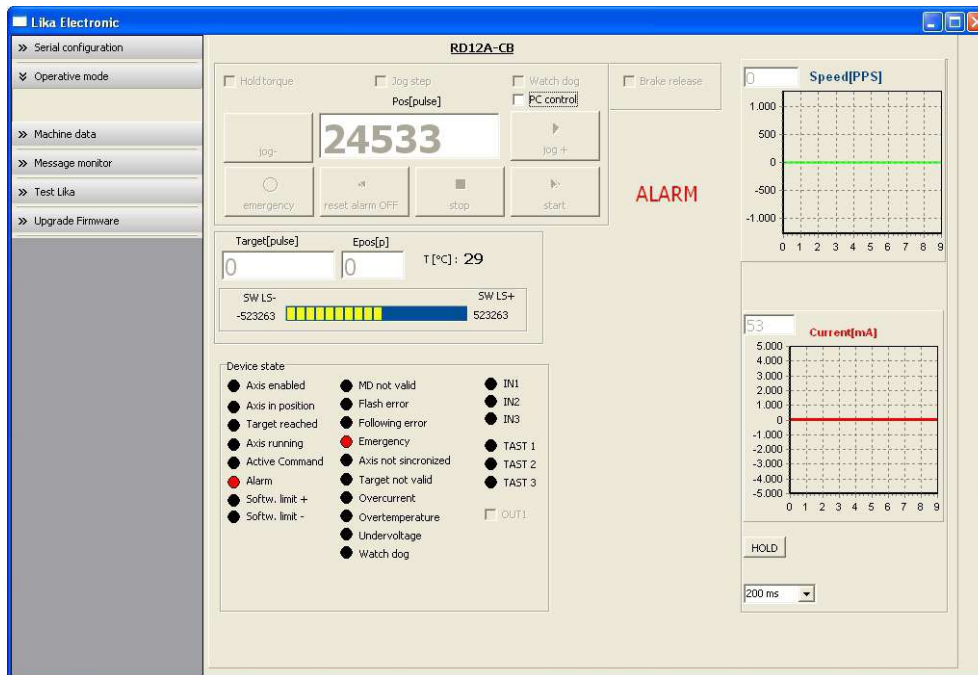 Lika Electronic
Serial configuration
Operative mode
Machine data
Message monitor
Test Lika
Upgrade Firmware
RD12A-CB
Hold torque
Jog step
Watch dog
Brake release
Pos[pulse]
PC control
jog-
24533
jog +
emergency
reset alarm OFF
stop
start
ALARM
Target[pulse]
Epos[p]
0
0
T [°C] : 29
SW LS-
SW LS+
-523263
523263
Device state
Axis enabled
Axis in position
Target reached
Axis running
Active Command
Alarm
Softw. limit +
Softw. limit -
MD not valid
Flash error
Following error
Emergency
Axis not sincronized
Target not valid
Overcurrent
Overtemperature
Undervoltage
Watch dog
IN1
IN2
IN3
TAST 1
TAST 2
TAST 3
OUT1
0
Speed[PPS]
1.000
500
0
-500
-1.000
0 1 2 3 4 5 6 7 8 9
53
Current[mA]
5.000
4.000
3.000
2.000
1.000
0
-1.000
-2.000
-3.000
-4.000
-5.000
0 1 2 3 4 5 6 7 8 9
HOLD
200 ms